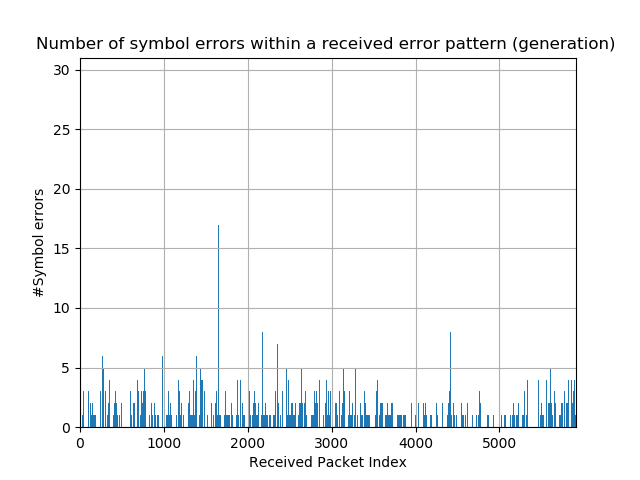 Number of symbol errors within a received error pattern (generation)
30
25
20
15
10
5
0
#Symbol errors
0 1000 2000 3000 4000 5000
Received Packet Index